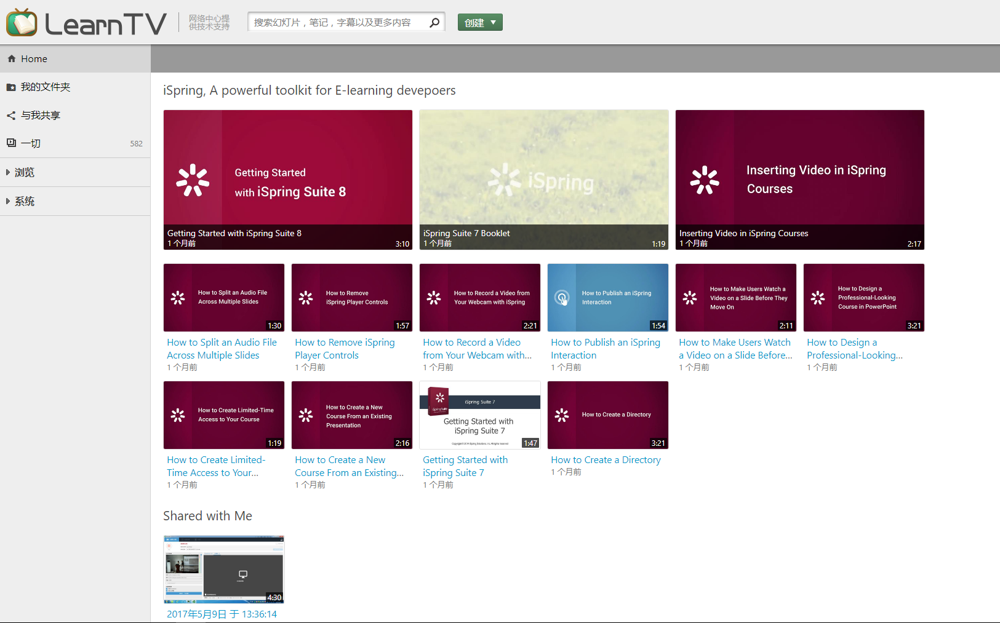 LearnTV
网络中心提
供技术支持
搜索幻灯片，笔记，字幕以及更多内容
创建
Home
我的文件夹
与我共享
一切
582
浏览
系统
iSpring, A powerful toolkit for E-learning devepoers
Getting Started
with iSpring Suite 8
Getting Started with iSpring Suite 8
1 个月前
3:10
iSpring
iSpring Suite 7 Booklet
1 个月前
1:19
Inserting Video in iSpring
Courses
Inserting Video in iSpring Courses
1 个月前
2:17
How to Split an Audio File
Across Multiple Slides
1:30
How to Split an Audio File
Across Multiple Slides
1 个月前
How to Remove
iSpring Player Controls
1:57
How to Remove iSpring
Player Controls
1 个月前
How to Record a Video from
Your Webcam with iSpring
2:21
How to Record a Video
from Your Webcam with...
1 个月前
How to Publish an iSpring
Interaction
1:54
How to Publish an iSpring
Interaction
1 个月前
How to Make Users Watch a
Video on a Slide Before They
Move On
2:11
How to Make Users Watch
a Video on a Slide Before...
1 个月前
How to Design a
Professional-Looking
Course in PowerPoint
3:21
How to Design a
Professional-Looking...
1 个月前
How to Create Limited-Time
Access to Your Course
1:19
How to Create Limited-
Time Access to Your...
1 个月前
How to Create a New
Course From an Existing
Presentation
2:16
How to Create a New
Course From an Existing...
1 个月前
iSpring Suite 7
iSpring Suite
Getting Started with
iSpring Suite 7
Copyright © 2014 iSpring Solutions, Inc. All rights reserved.
1:47
Getting Started with
iSpring Suite 7
1 个月前
How to Create a Directory
3:21
How to Create a Directory
1 个月前
Shared with Me
4:30
2017年5月9日 于 13:36:14